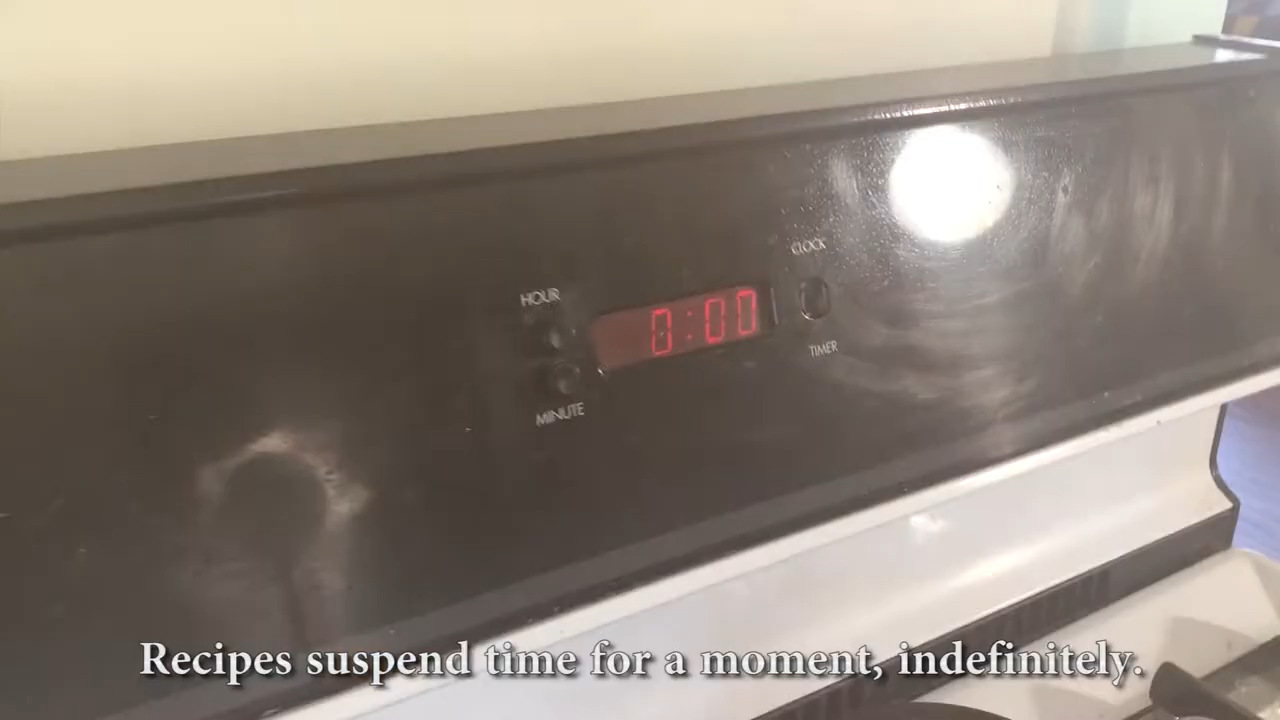 CLOCK
HOUR
0:00
TIMER
MINUTE
Recipes suspend time for a moment, indefinitely.